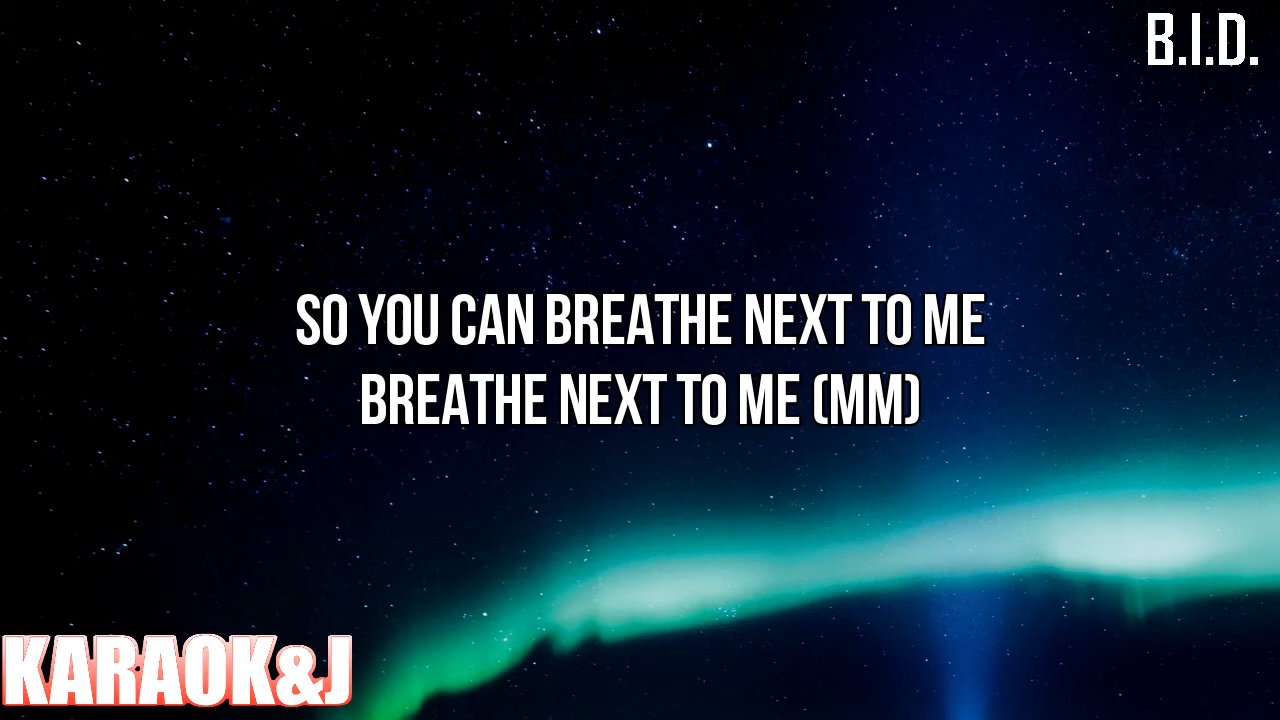 B.I.D.
SO YOU CAN BREATHE NEXT TO ME
BREATHE NEXT TO ME (MM)
KARAOK&J